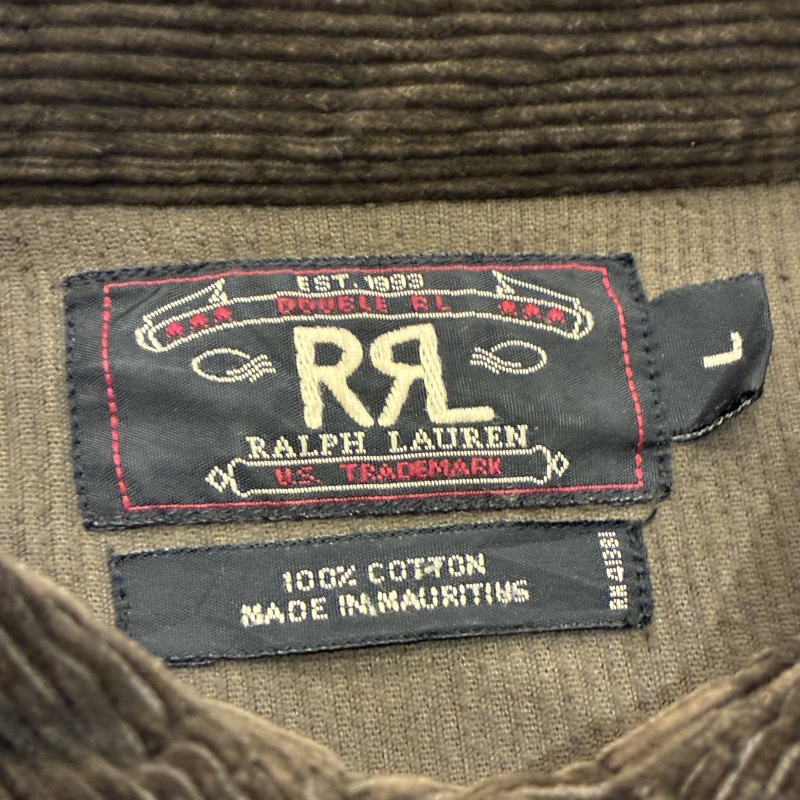 EST. 1993
DOUBLE RL
RRL
RALPH LAUREN
U.S. TRADEMARK
L
100% COTTON
MADE IN MAURITIUS